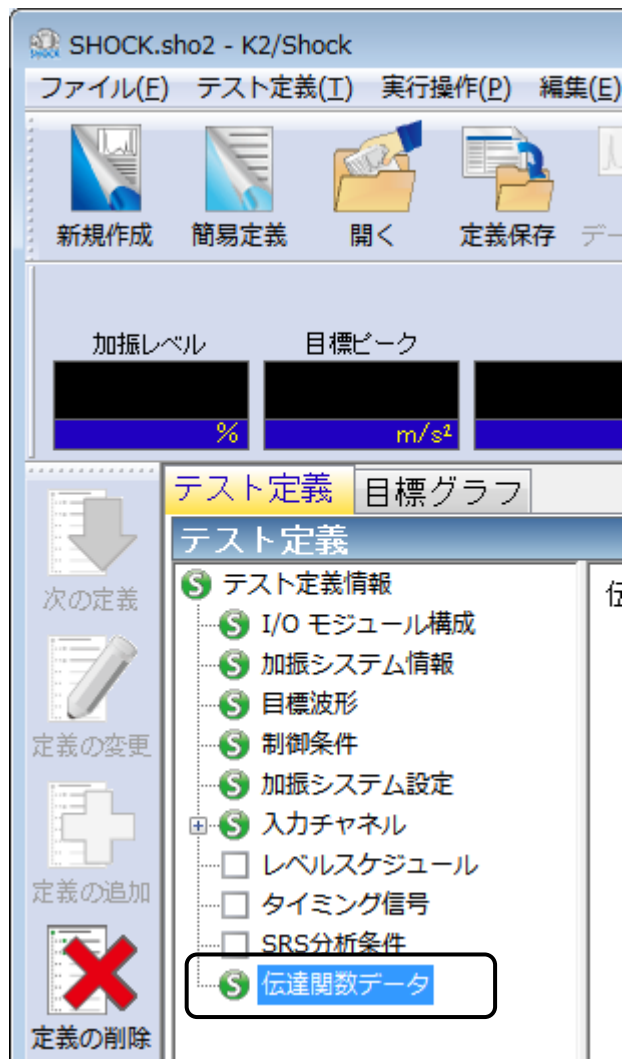 SHOCK.sho2 - K2/Shock
ファイル(F) テスト定義(T) 実行操作(P) 編集(E)
新規作成 簡易定義 開く 定義保存 デー
加振レベル 目標ピーク
% m/s²
テスト定義 目標グラフ
テスト定義
テスト定義情報
I/O モジュール構成
加振システム情報
目標波形
制御条件
加振システム設定
入力チャネル
レベルスケジュール
タイミング信号
SRS分析条件
伝達関数データ
次の定義
定義の変更
定義の追加
定義の削除